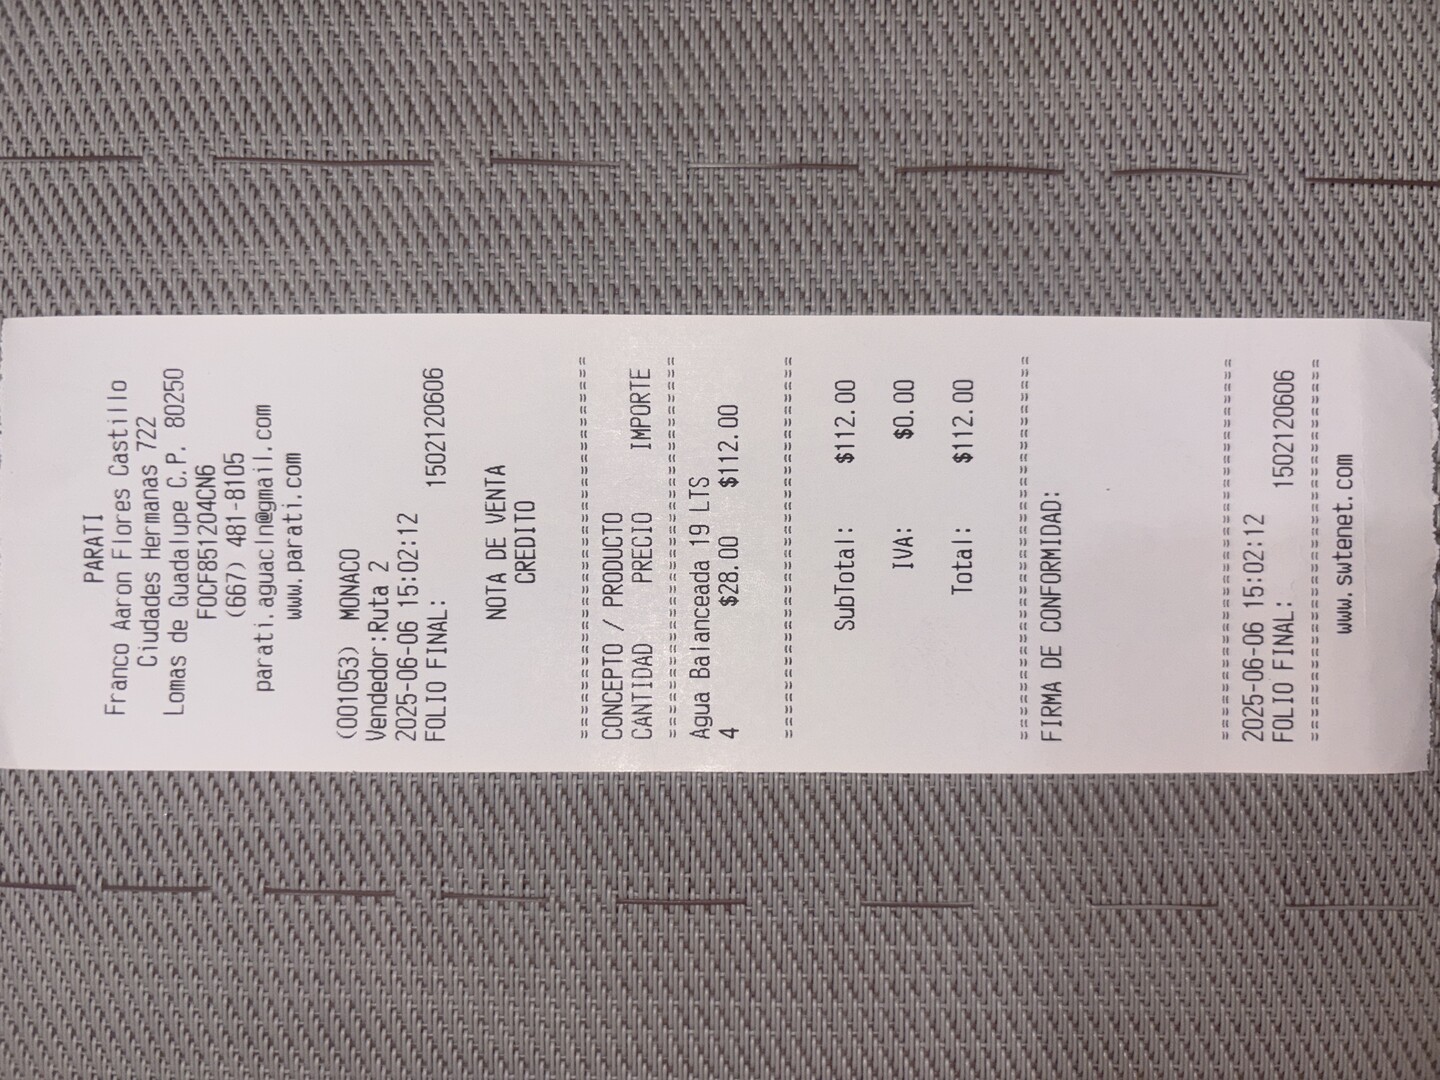 PARATI
Franco Aaron Flores Castillo
Ciudades Hermanas 722
Lomas de Guadalupe C.P. 80250
FOCF851204CN6
(667) 481-8105
parati.aguacln@gmail.com
www.parati.com
(001053) MONACO
Vendedor:Ruta 2
2025-06-06 15:02:12
FOLIO FINAL: 1502120606
NOTA DE VENTA
CREDITO
==============================
CONCEPTO / PRODUCTO
CANTIDAD PRECIO IMPORTE
==============================
Agua Balanceada 19 LTS
4 $28.00 $112.00
==============================
SubTotal: $112.00
IVA: $0.00
Total: $112.00
==============================
FIRMA DE CONFORMIDAD:
==============================
2025-06-06 15:02:12
FOLIO FINAL: 1502120606
==============================
www.swtenet.com